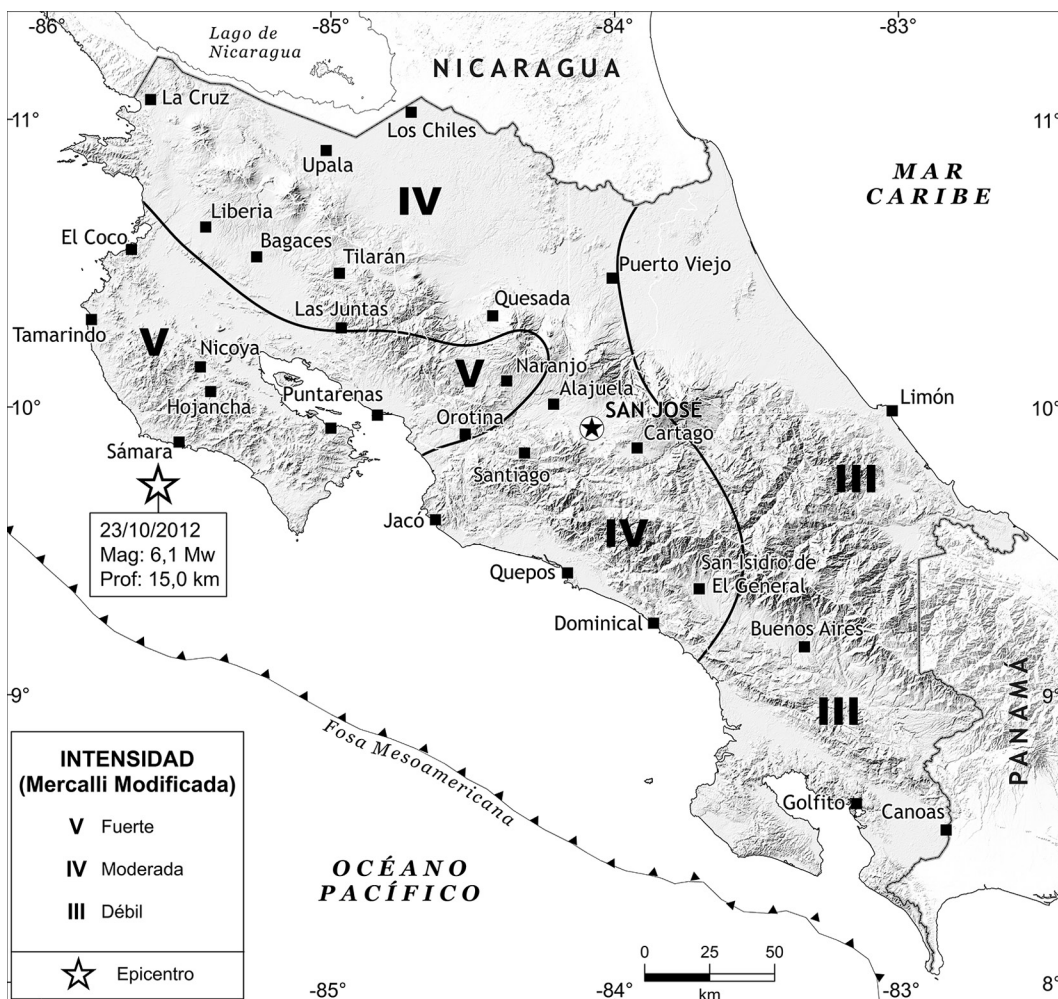 -86°
-85°
-84°
-83°
Lago de
Nicaragua
NICARAGUA
La Cruz
11°
Los Chiles
11°
Upala
MAR
CARIBE
IV
Liberia
El Coco
Bagaces
Tilarán
Puerto Viejo
Quesada
Las Juntas
Tamarindo
V
Nicoya
V
Naranjo
Hojancha
Puntarenas
Alajuela
10°
Orotina
SAN JOSÉ
Limón
10°
Sámara
Cartago
Santiago
III
23/10/2012
Mag: 6,1 Mw
Prof: 15,0 km
Jacó
IV
Quepos
San Isidro de
El General
Dominical
Buenos Aires
9°
III
9°
PANAMÁ
Fosa Mesoamericana
INTENSIDAD
(Mercalli Modificada)
V Fuerte
IV Moderada
III Débil
Epicentro
Golfito
Canoas
OCÉANO
PACÍFICO
0 25 50
km
-85°
-84°
-83°
8°